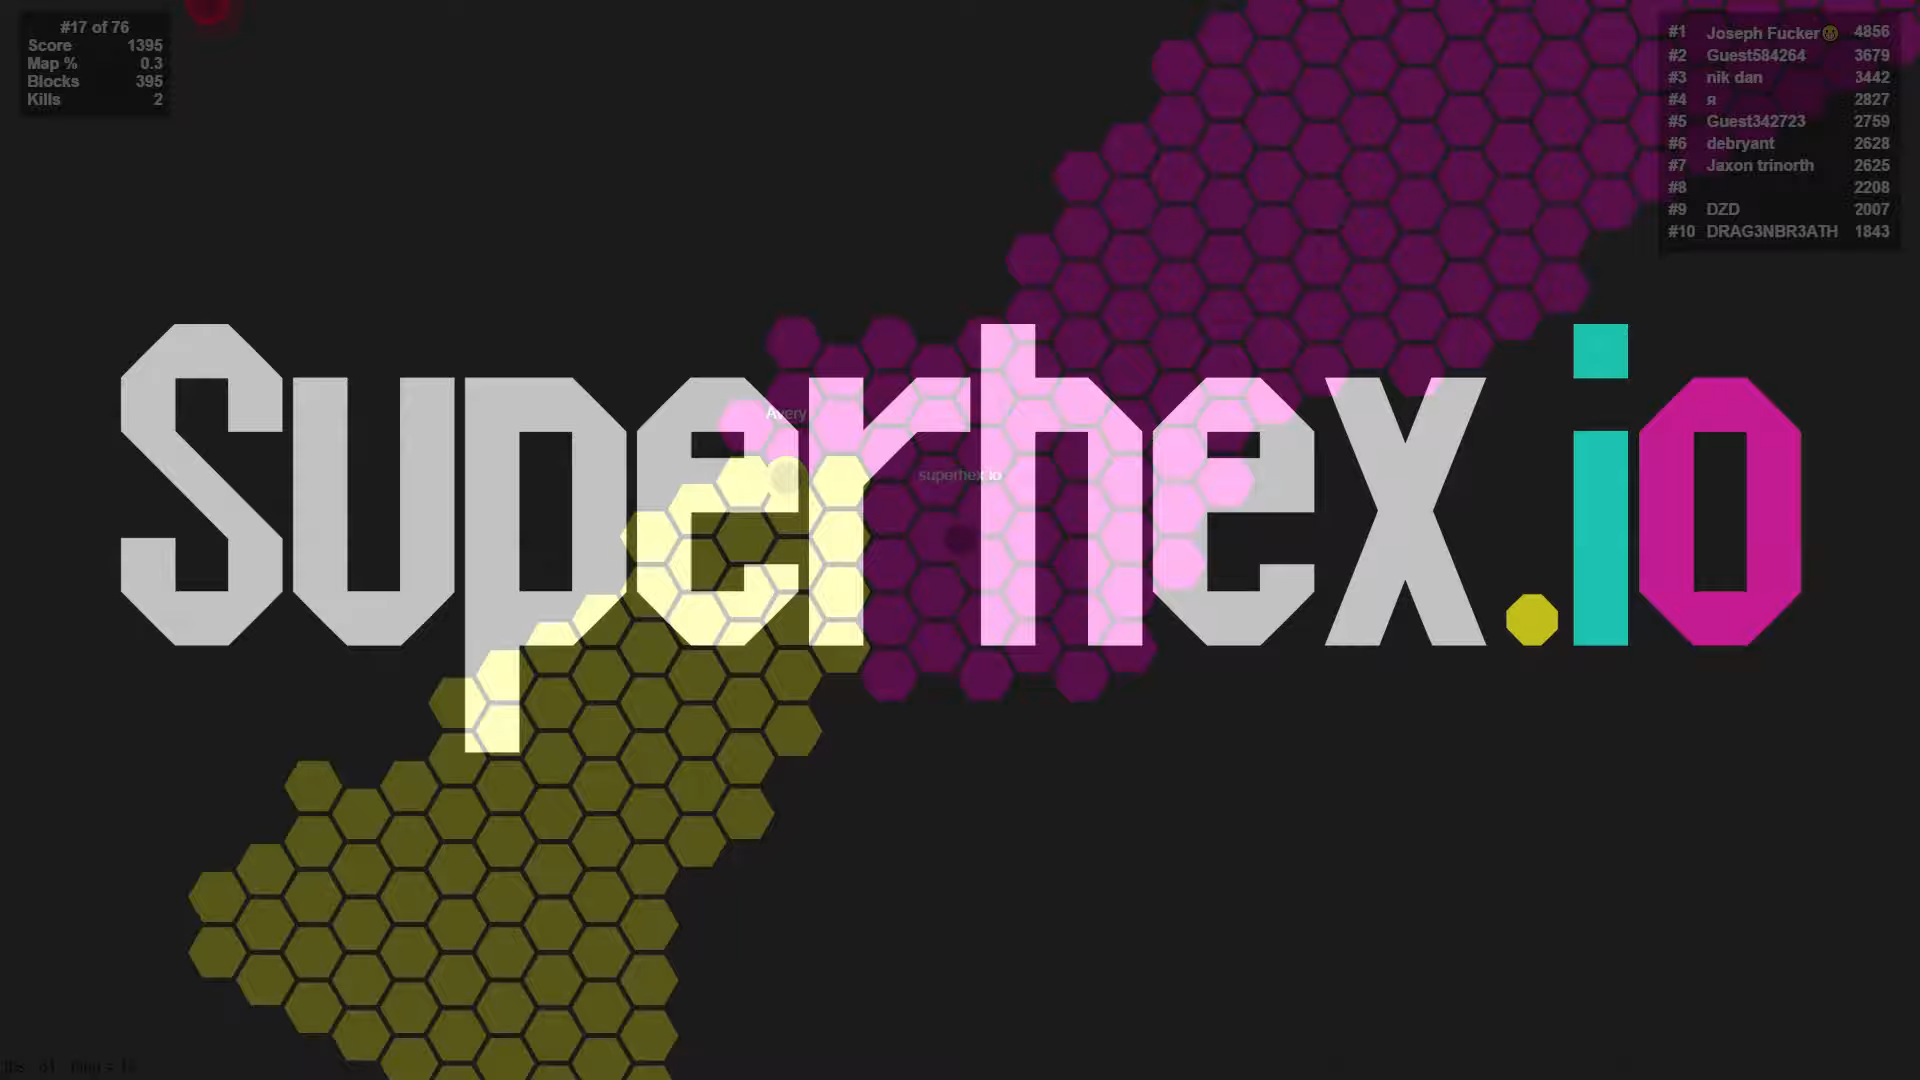 #17 of 76
Score 1395
Map % 0.3
Blocks 395
Kills 2
#1 Joseph Fucker 4856
#2 Guest584264 3679
#3 nik dan 3442
#4 я 2827
#5 Guest342723 2759
#6 debryant 2628
#7 Jaxon trinorth 2625
#8 2208
#9 DZD 2007
#10 DRAG3NBR3ATH 1843
Superhex.io
Avery
superhex.io